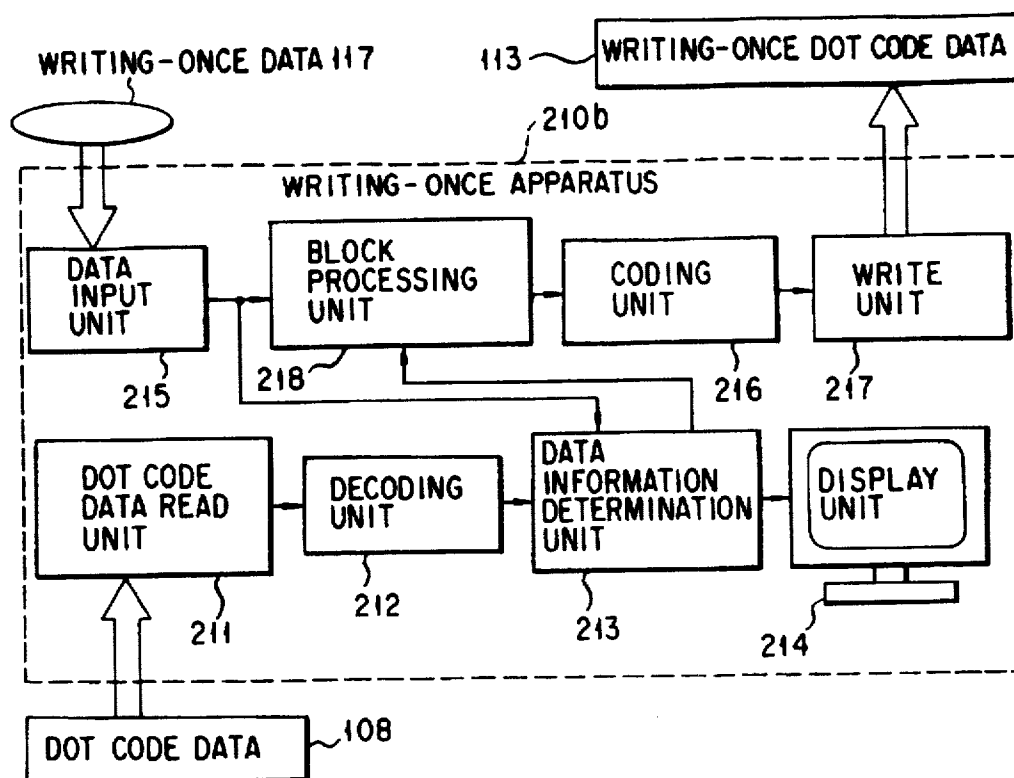 WRITING-ONCE DATA 117
113
WRITING-ONCE DOT CODE DATA
210b
WRITING-ONCE APPARATUS
DATA
INPUT
UNIT
215
BLOCK
PROCESSING
UNIT
218
CODING
UNIT
216
WRITE
UNIT
217
DOT CODE
DATA READ
UNIT
211
DECODING
UNIT
212
DATA
INFORMATION
DETERMINATION
UNIT
213
DISPLAY
UNIT
214
DOT CODE DATA
108